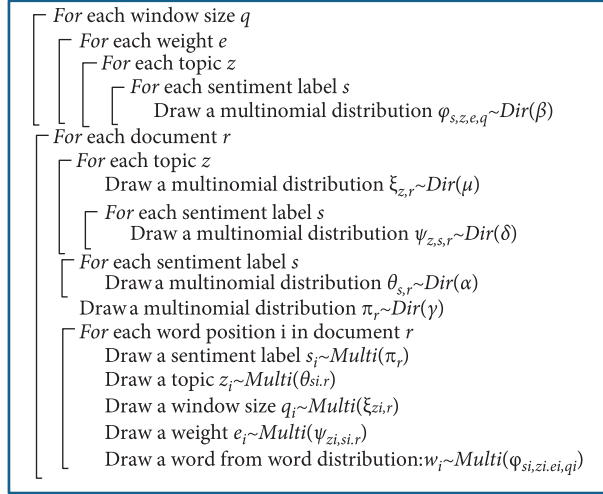 For each window size q
For each weight e
For each topic z
For each sentiment label s
Draw a multinomial distribution φs,z,e,q~Dir(β)
For each document r
For each topic z
Draw a multinomial distribution ξz,r~Dir(μ)
For each sentiment label s
Draw a multinomial distribution ψz,s,r~Dir(δ)
For each sentiment label s
Draw a multinomial distribution θs,r~Dir(α)
Draw a multinomial distribution πr~Dir(γ)
For each word position i in document r
Draw a sentiment label si~Multi(πr)
Draw a topic zi~Multi(θsi.r)
Draw a window size qi~Multi(ξzi,r)
Draw a weight ei~Multi(ψzi,si.r)
Draw a word from word distribution:wi~Multi(φsi,zi.ei,qi)